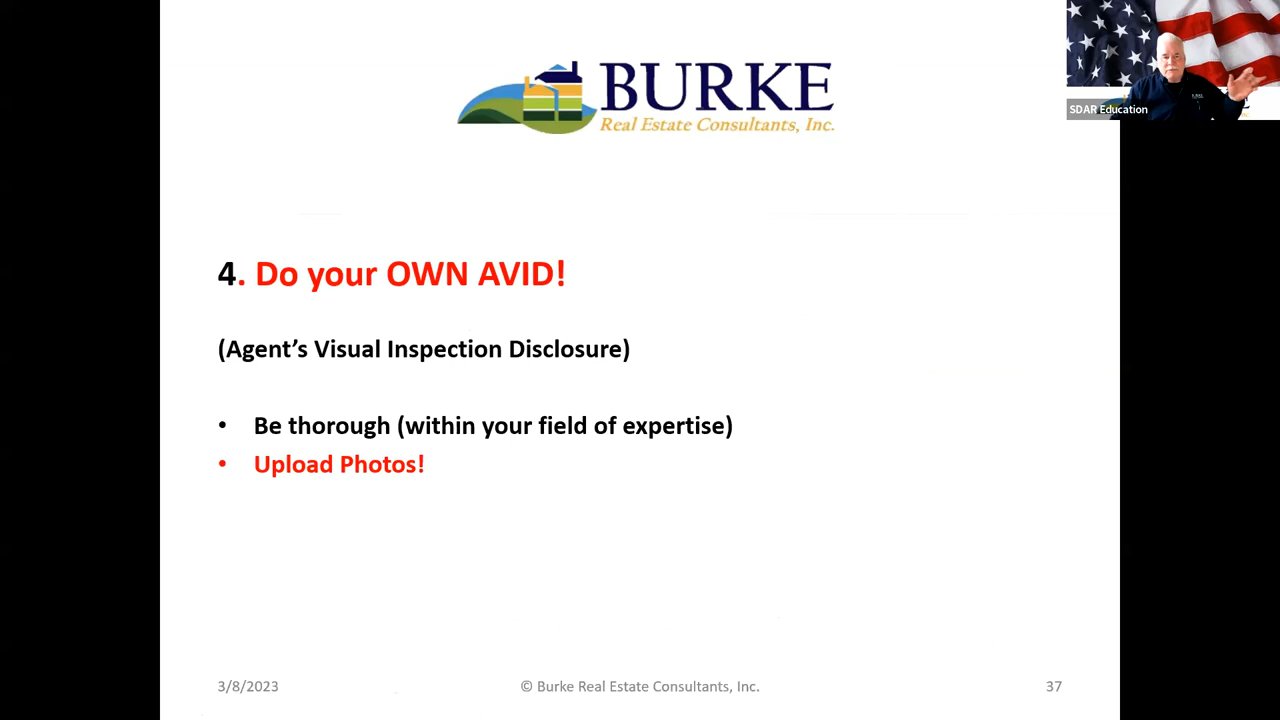 BURKE
Real Estate Consultants, Inc.
SDAR Education
4. Do your OWN AVID!
(Agent’s Visual Inspection Disclosure)
• Be thorough (within your field of expertise)
• Upload Photos!
3/8/2023
© Burke Real Estate Consultants, Inc.
37